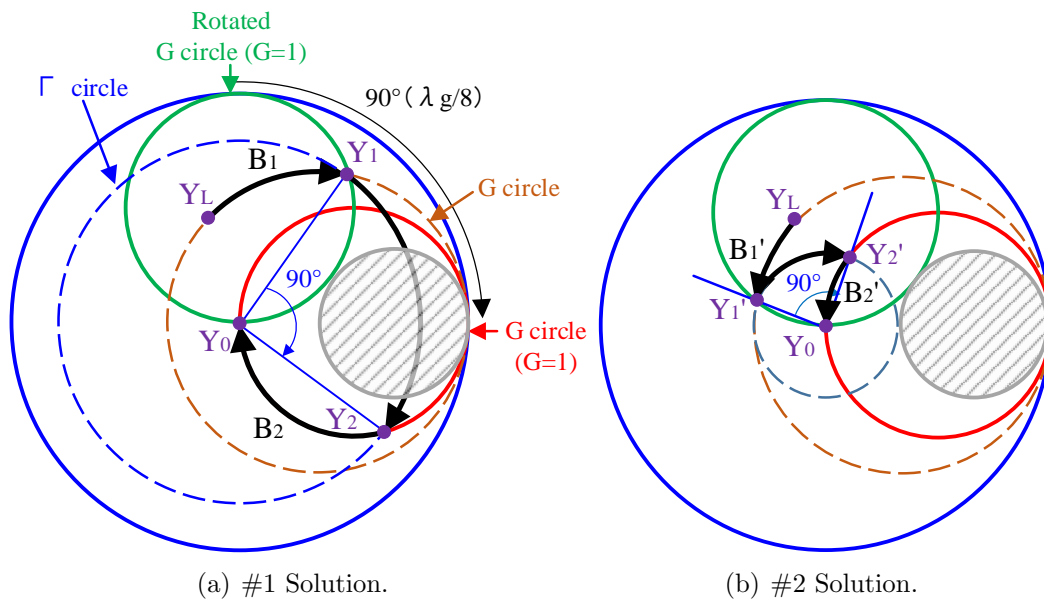 Rotated
G circle (G=1)
Γ circle
90°(λg/8)
B1
Y1
YL
G circle
90°
Y0
G circle
(G=1)
B2
Y2
YL
B1'
Y2'
90°
B2'
Y1'
Y0
(a) #1 Solution.
(b) #2 Solution.